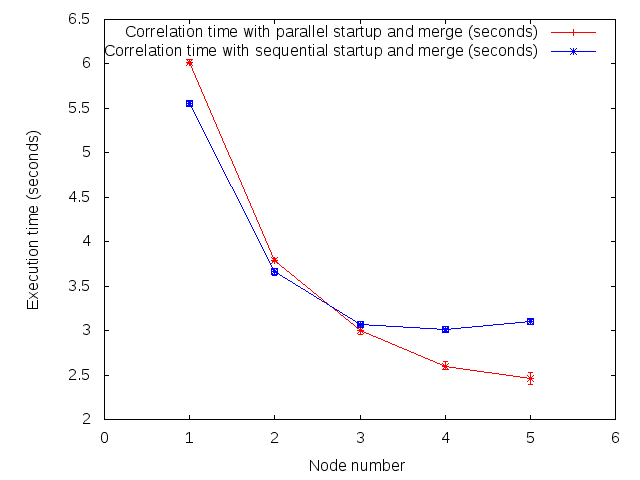 Correlation time with parallel startup and merge (seconds)
Correlation time with sequential startup and merge (seconds)
6.5
6
5.5
5
4.5
4
3.5
3
2.5
2
Execution time (seconds)
0 1 2 3 4 5 6
Node number